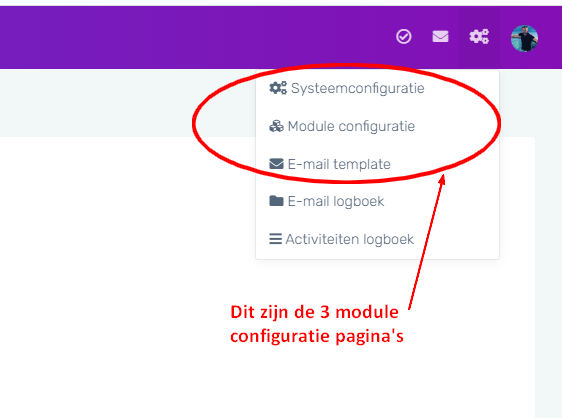 Systeemconfiguratie
Module configuratie
E-mail template
E-mail logboek
Activiteiten logboek
Dit zijn de 3 module
configuratie pagina's